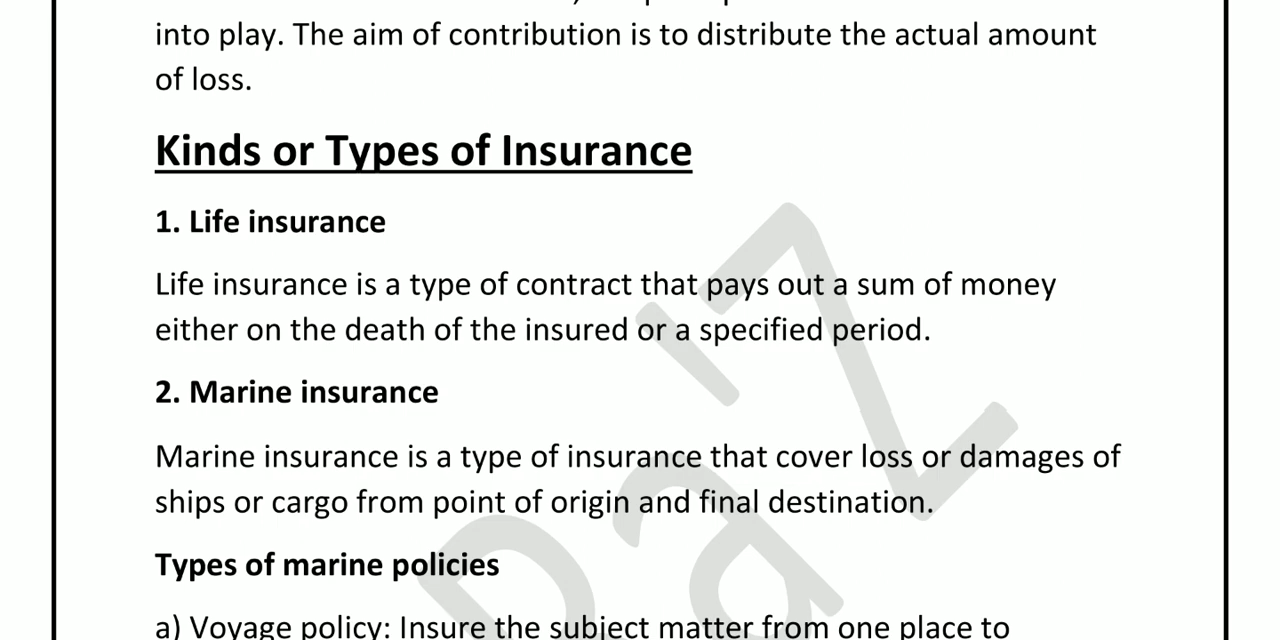 into play. The aim of contribution is to distribute the actual amount
of loss.
Kinds or Types of Insurance
1. Life insurance
Life insurance is a type of contract that pays out a sum of money
either on the death of the insured or a specified period.
2. Marine insurance
Marine insurance is a type of insurance that cover loss or damages of
ships or cargo from point of origin and final destination.
Types of marine policies
a) Voyage policy: Insure the subject matter from one place to